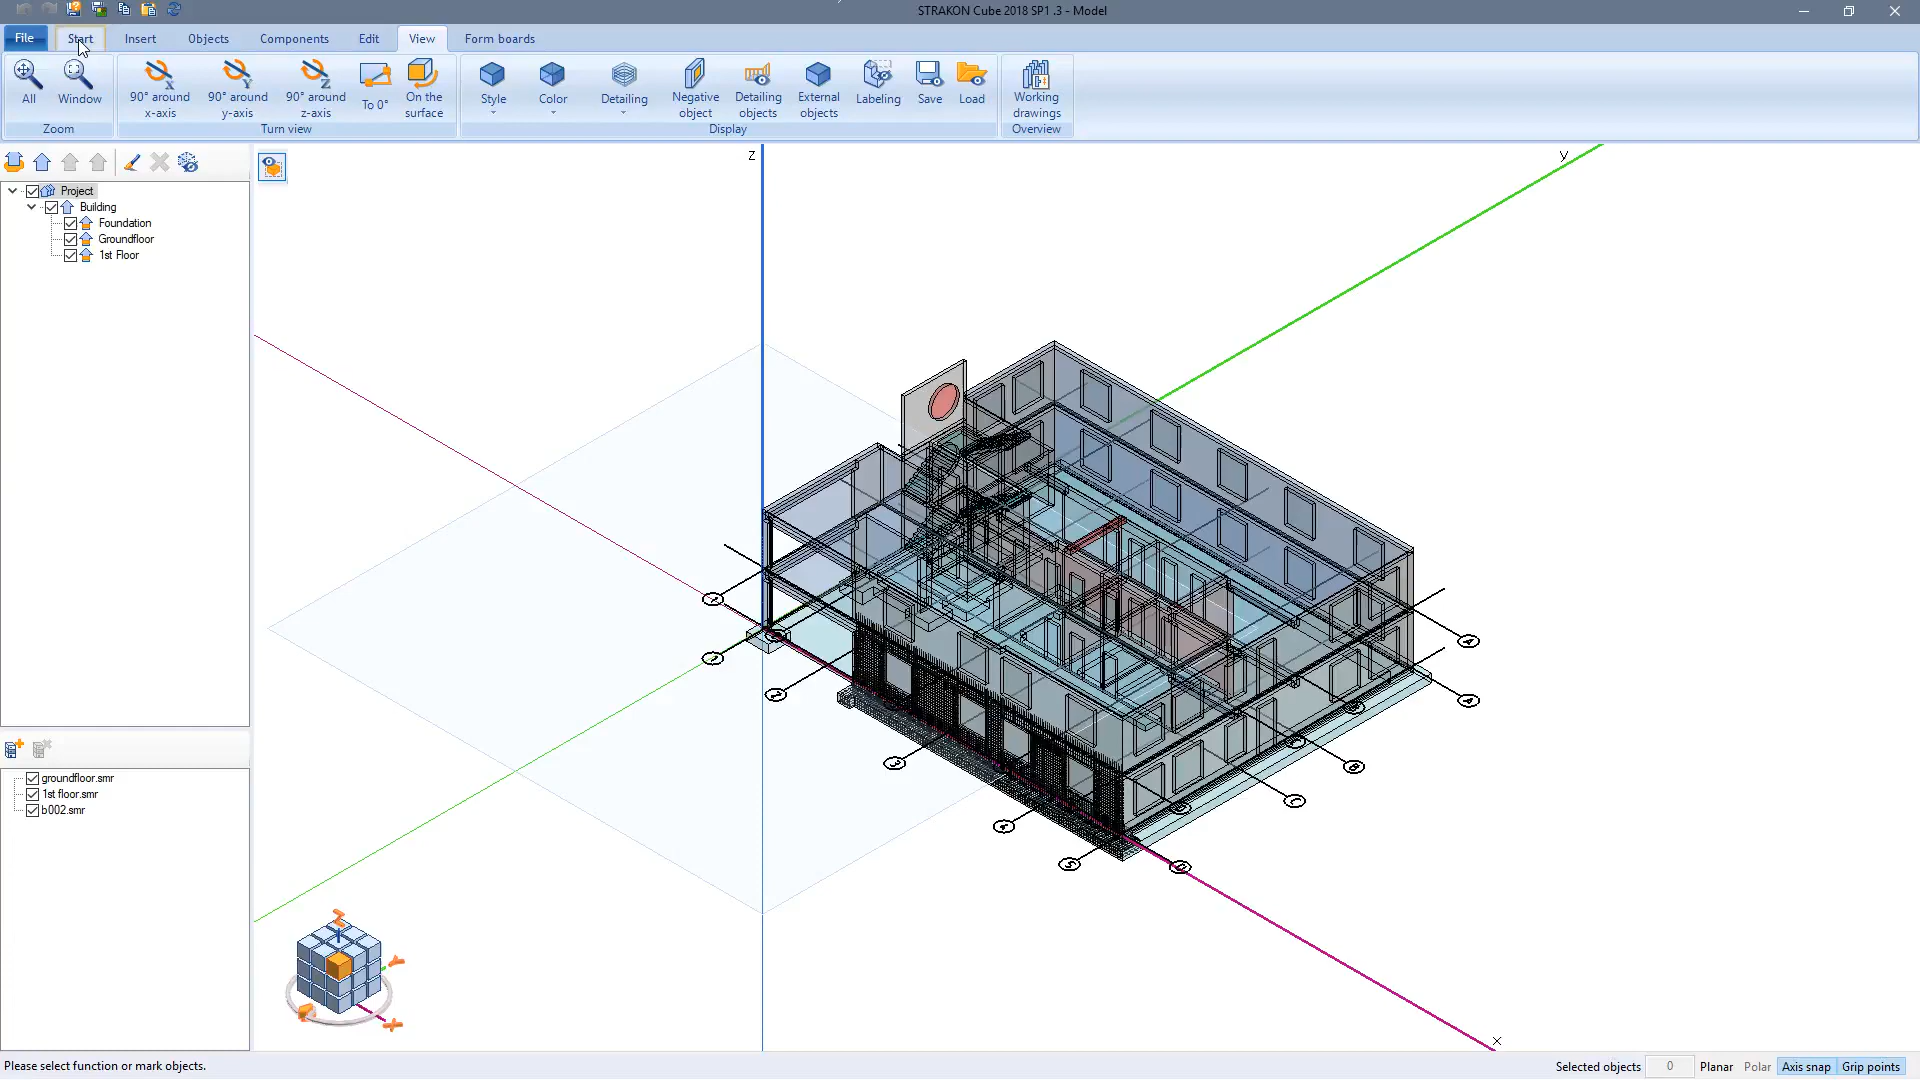 STRAKON Cube 2018 SP1 .3 - Model
File Start Insert Objects Components Edit View Form boards
All Window 90° around x-axis 90° around y-axis 90° around z-axis To 0° On the surface Style Color Detailing Negative object Detailing objects External objects Labeling Save Load Working drawings
Zoom Turn view Display Overview
Project
Building
Foundation
Groundfloor
1st Floor
groundfloor.smr
1st floor.smr
b002.smr
z
y
x
Please select function or mark objects.
Selected objects 0 Planar Polar Axis snap Grip points